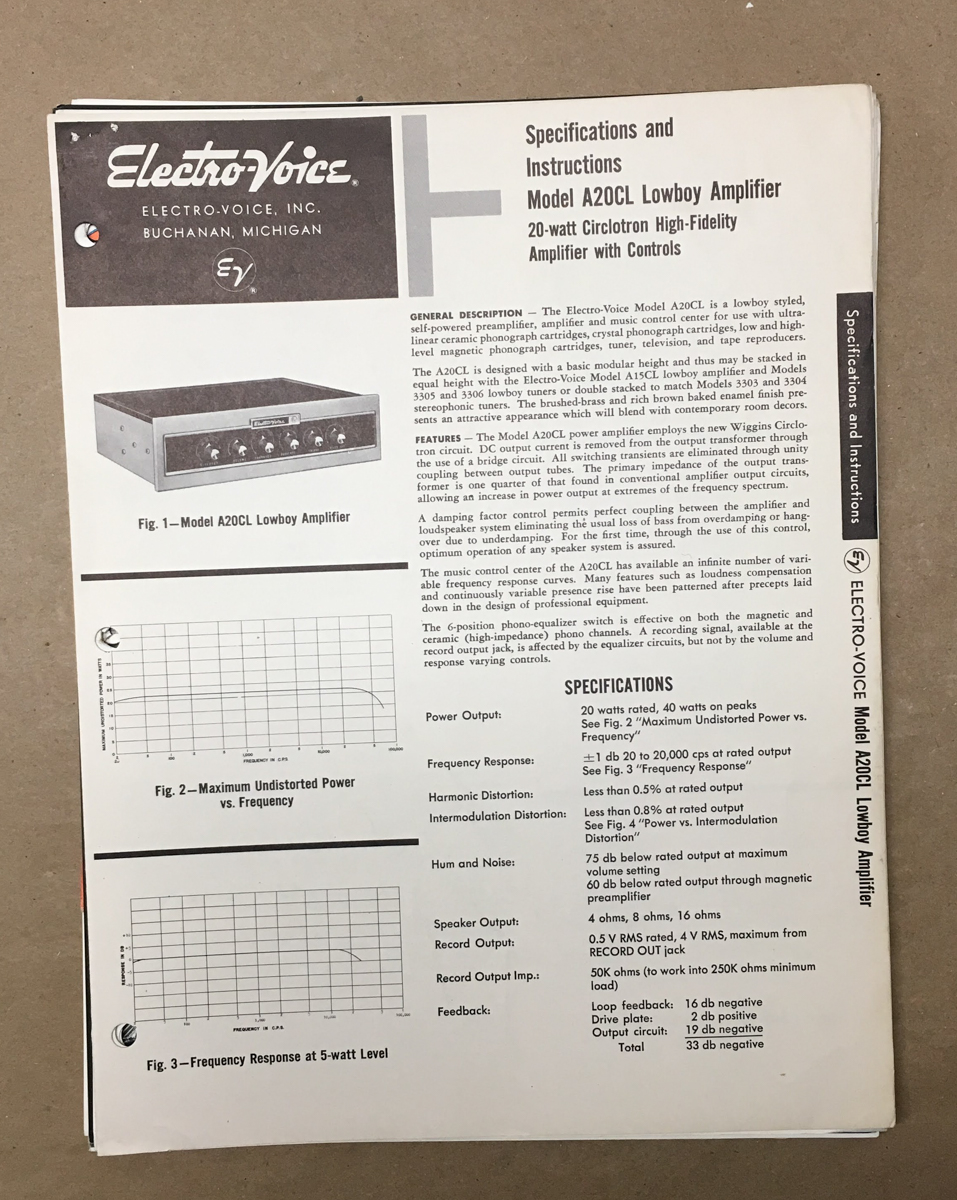 Electro-Voice®
ELECTRO-VOICE, INC.
BUCHANAN, MICHIGAN
EV®
Specifications and
Instructions
Model A20CL Lowboy Amplifier
20-watt Circlotron High-Fidelity
Amplifier with Controls
GENERAL DESCRIPTION — The Electro-Voice Model A20CL is a lowboy styled,
self-powered preamplifier, amplifier and music control center for use with ultra-
linear ceramic phonograph cartridges, crystal phonograph cartridges, low and high-
level magnetic phonograph cartridges, tuner, television, and tape reproducers.
The A20CL is designed with a basic modular height and thus may be stacked in
equal height with the Electro-Voice Model A15CL lowboy amplifier and Models
3305 and 3306 lowboy tuners or double stacked to match Models 3303 and 3304
stereophonic tuners. The brushed-brass and rich brown baked enamel finish pre-
sents an attractive appearance which will blend with contemporary room decors.
FEATURES — The Model A20CL power amplifier employs the new Wiggins Circlo-
tron circuit. DC output current is removed from the output transformer through
the use of a bridge circuit. All switching transients are eliminated through unity
coupling between output tubes. The primary impedance of the output trans-
former is one quarter of that found in conventional amplifier output circuits,
allowing an increase in power output at extremes of the frequency spectrum.
A damping factor control permits perfect coupling between the amplifier and
loudspeaker system eliminating the usual loss of bass from overdamping or hang-
over due to underdamping. For the first time, through the use of this control,
optimum operation of any speaker system is assured.
The music control center of the A20CL has available an infinite number of vari-
able frequency response curves. Many features such as loudness compensation
and continuously variable presence rise have been patterned after precepts laid
down in the design of professional equipment.
The 6-position phono-equalizer switch is effective on both the magnetic and
ceramic (high-impedance) phono channels. A recording signal, available at the
record output jack, is affected by the equalizer circuits, but not by the volume and
response varying controls.
SPECIFICATIONS
Power Output: 20 watts rated, 40 watts on peaks
See Fig. 2 "Maximum Undistorted Power vs.
Frequency"
Frequency Response: ±1 db 20 to 20,000 cps at rated output
See Fig. 3 "Frequency Response"
Harmonic Distortion: Less than 0.5% at rated output
Intermodulation Distortion: Less than 0.8% at rated output
See Fig. 4 "Power vs. Intermodulation
Distortion"
Hum and Noise: 75 db below rated output at maximum
volume setting
60 db below rated output through magnetic
preamplifier
Speaker Output: 4 ohms, 8 ohms, 16 ohms
Record Output: 0.5 V RMS rated, 4 V RMS, maximum from
RECORD OUT jack
Record Output Imp.: 50K ohms (to work into 250K ohms minimum
load)
Feedback: Loop feedback: 16 db negative
Drive plate: 2 db positive
Output circuit: 19 db negative
Total 33 db negative
Electro-Voice
Fig. 1—Model A20CL Lowboy Amplifier
MAXIMUM UNDISTORTED POWER IN WATTS
FREQUENCY IN C.P.S.
Fig. 2—Maximum Undistorted Power
vs. Frequency
RESPONSE IN DB
FREQUENCY IN C.P.S.
Fig. 3—Frequency Response at 5-watt Level
Specifications and Instructions
EV ELECTRO-VOICE Model A20CL Lowboy Amplifier